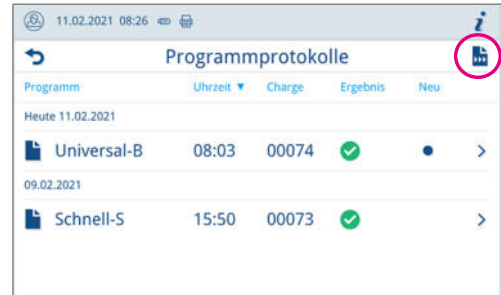 11.02.2021 08:26
i
Programmprotokolle
Programm Uhrzeit ▼ Charge Ergebnis Neu
Heute 11.02.2021
Universal-B 08:03 00074
09.02.2021
Schnell-S 15:50 00073